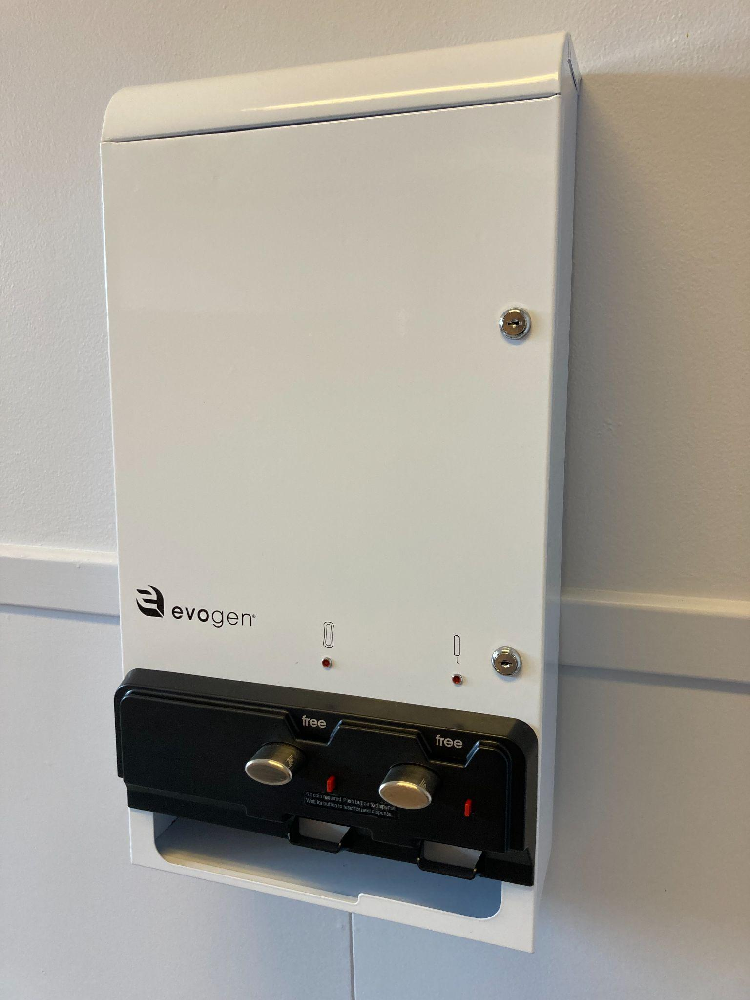 evogen®
free
free
No coin required. Push button to dispense.
Wait for button to reset for next dispense.